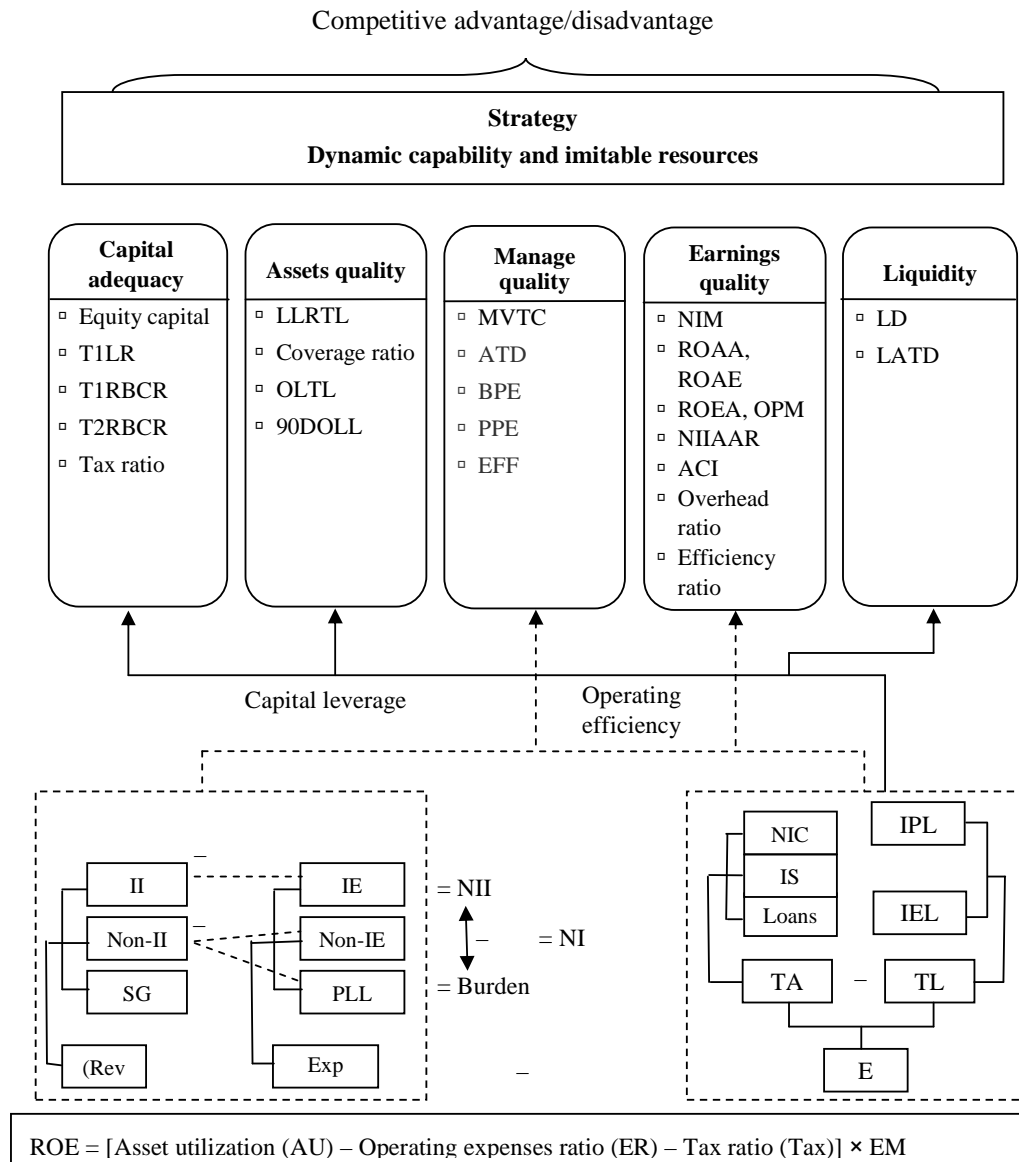 Competitive advantage/disadvantage
Strategy
Dynamic capability and imitable resources
Capital
adequacy
Equity capital
T1LR
T1RBCR
T2RBCR
Tax ratio
Assets quality
LLRTL
Coverage ratio
OLTL
90DOLL
Manage
quality
MVTC
ATD
BPE
PPE
EFF
Earnings
quality
NIM
ROAA,
ROAE
ROEA, OPM
NIIAAR
ACI
Overhead
ratio
Efficiency
ratio
Liquidity
LD
LATD
Capital leverage
Operating
efficiency
–
II
IE
= NII
Non-II
–
Non-IE
–
= NI
SG
PLL
= Burden
(Rev
Exp
–
NIC
IS
Loans
IPL
IEL
TA
–
TL
E
ROE = [Asset utilization (AU) – Operating expenses ratio (ER) – Tax ratio (Tax)] × EM